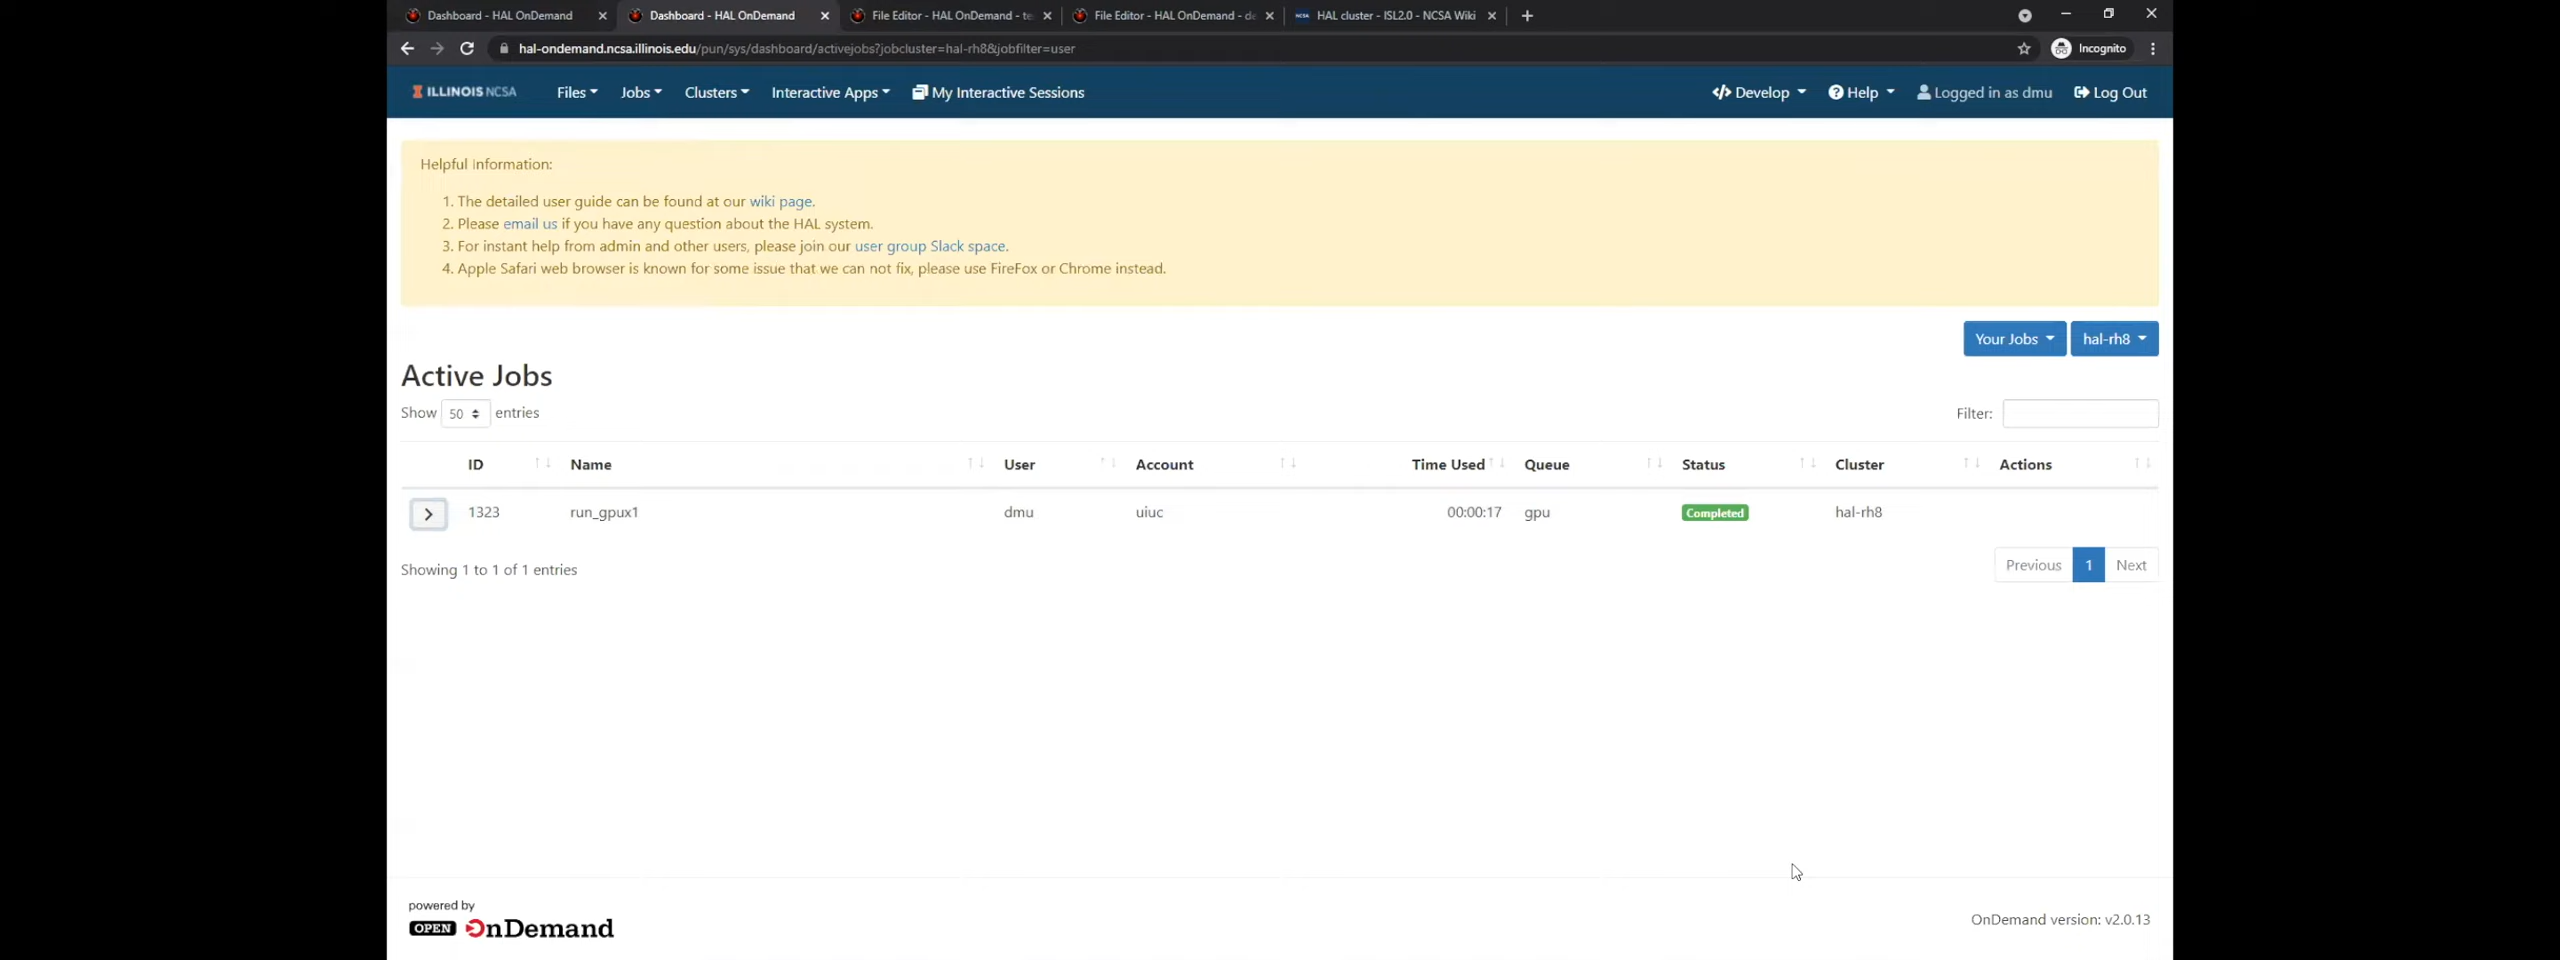 Dashboard - HAL OnDemand
Dashboard - HAL OnDemand
File Editor - HAL OnDemand - te
File Editor - HAL OnDemand - de
HAL cluster - ISL2.0 - NCSA Wiki
hal-ondemand.ncsa.illinois.edu/pun/sys/dashboard/activejobs?jobcluster=hal-rh8&jobfilter=user
Incognito
ILLINOIS NCSA
Files
Jobs
Clusters
Interactive Apps
My Interactive Sessions
Develop
Help
Logged in as dmu
Log Out
Helpful Information:
1. The detailed user guide can be found at our wiki page.
2. Please email us if you have any question about the HAL system.
3. For instant help from admin and other users, please join our user group Slack space.
4. Apple Safari web browser is known for some issue that we can not fix, please use FireFox or Chrome instead.
Your Jobs
hal-rh8
Active Jobs
Show 50 entries
Filter:
ID Name User Account Time Used Queue Status Cluster Actions
1323 run_gpux1 dmu uiuc 00:00:17 gpu Completed hal-rh8
Showing 1 to 1 of 1 entries
Previous 1 Next
powered by
OPEN OnDemand
OnDemand version: v2.0.13